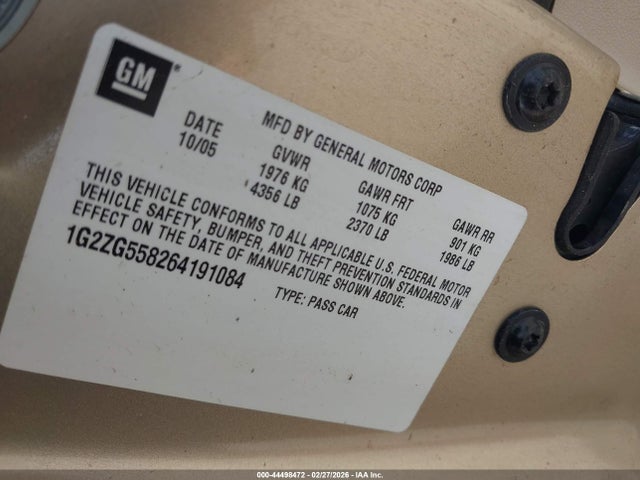 GM
MFD BY GENERAL MOTORS CORP
DATE GVWR GAWR FRT GAWR RR
10/05 1976 KG 1075 KG 901 KG
4356 LB 2370 LB 1986 LB
THIS VEHICLE CONFORMS TO ALL APPLICABLE U.S. FEDERAL MOTOR
VEHICLE SAFETY, BUMPER, AND THEFT PREVENTION STANDARDS IN
EFFECT ON THE DATE OF MANUFACTURE SHOWN ABOVE.
1G2ZG558264191084
TYPE: PASS CAR
000-44498472 - 02/27/2026 - IAA Inc.